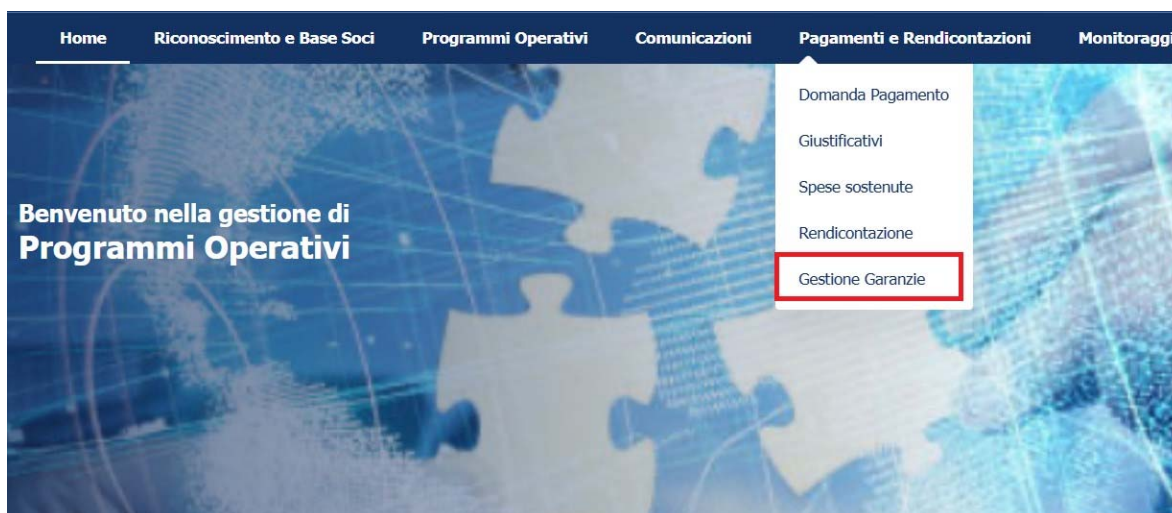 Home Riconoscimento e Base Soci Programmi Operativi Comunicazioni Pagamenti e Rendicontazioni Monitoraggi
Domanda Pagamento
Giustificativi
Spese sostenute
Rendicontazione
Gestione Garanzie
Benvenuto nella gestione di
Programmi Operativi